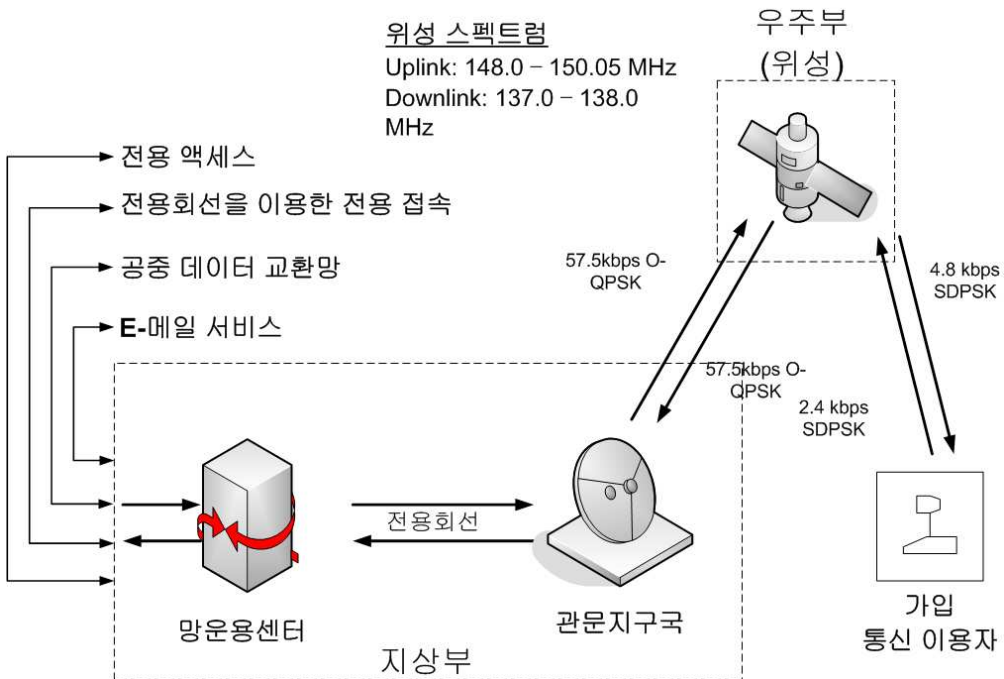 위성 스펙트럼
Uplink: 148.0 – 150.05 MHz
Downlink: 137.0 – 138.0
MHz
우주부
(위성)
전용 액세스
전용회선을 이용한 전용 접속
공중 데이터 교환망
E-메일 서비스
57.5kbps O-
QPSK
4.8 kbps
SDPSK
57.5kbps O-
QPSK
2.4 kbps
SDPSK
전용회선
망운용센터
관문지구국
지상부
가입
통신 이용자